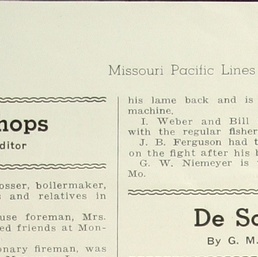 Missouri Pacific Lines
hops
ditor
osser, boilermaker,
s and relatives in
use foreman, Mrs.
ed friends at Mon-
onary fireman, was
his lame back and is
machine.
I. Weber and Bill
with the regular fisher
J. B. Ferguson had t
on the fight after his b
G. W. Niemeyer is
Mo.
De So
By G. M.